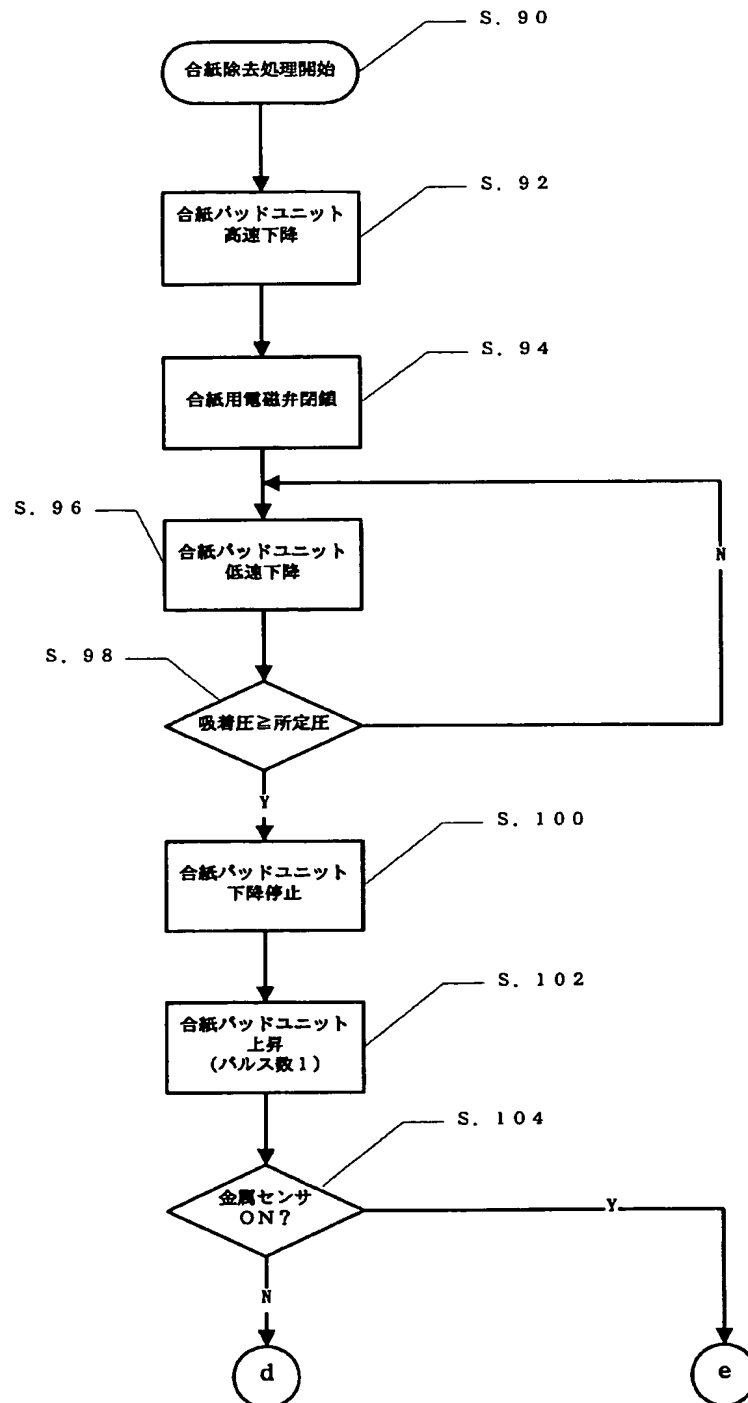 S. 90
合紙除去処理開始
S. 92
合紙パッドユニット
高速下降
S. 94
合紙用電磁弁閉鎖
S. 96
合紙パッドユニット
低速下降
N
S. 98
吸着圧≧所定圧
Y
S. 100
合紙パッドユニット
下降停止
S. 102
合紙パッドユニット
上昇
(パルス数1)
S. 104
金属センサ
ON?
Y
N
d
e